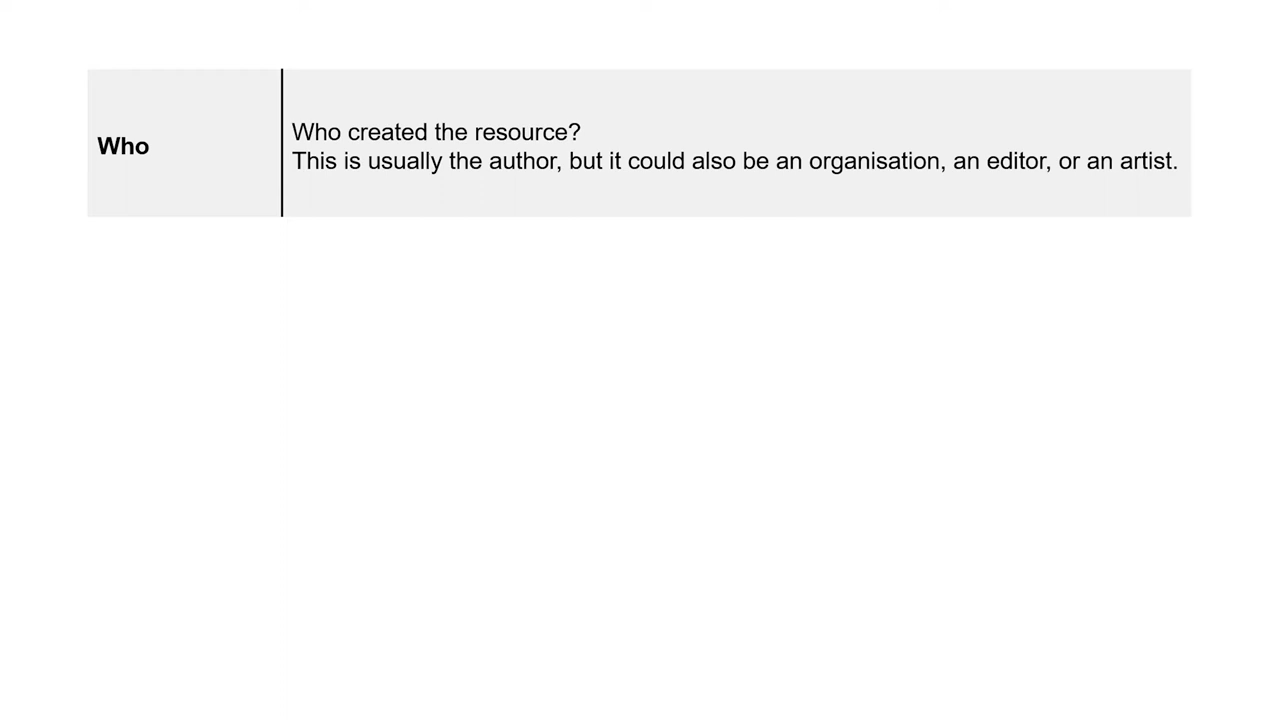 Who
Who created the resource?
This is usually the author, but it could also be an organisation, an editor, or an artist.